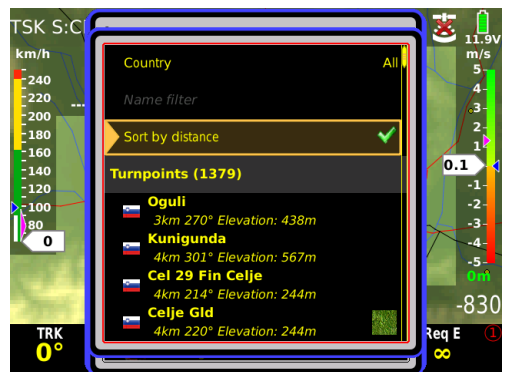 TSK S:C
km/h
240
220
200
180
160
140
120
100
80
0
TRK
0°
Country
All
Name filter
Sort by distance
Turnpoints (1379)
Oguli
3km 270° Elevation: 438m
Kunigunda
4km 301° Elevation: 567m
Cel 29 Fin Celje
4km 214° Elevation: 244m
Celje Gld
4km 220° Elevation: 244m
11.9V
m/s
5
4
3
2
1
0.1
-1
-2
-3
-4
-5
0m
-830
Req E
1
∞